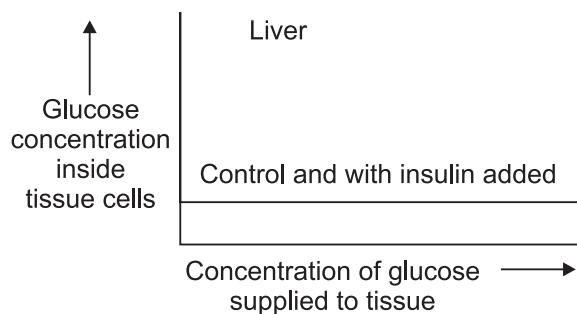 Liver
Glucose
concentration
inside
tissue cells
Control and with insulin added
Concentration of glucose
supplied to tissue